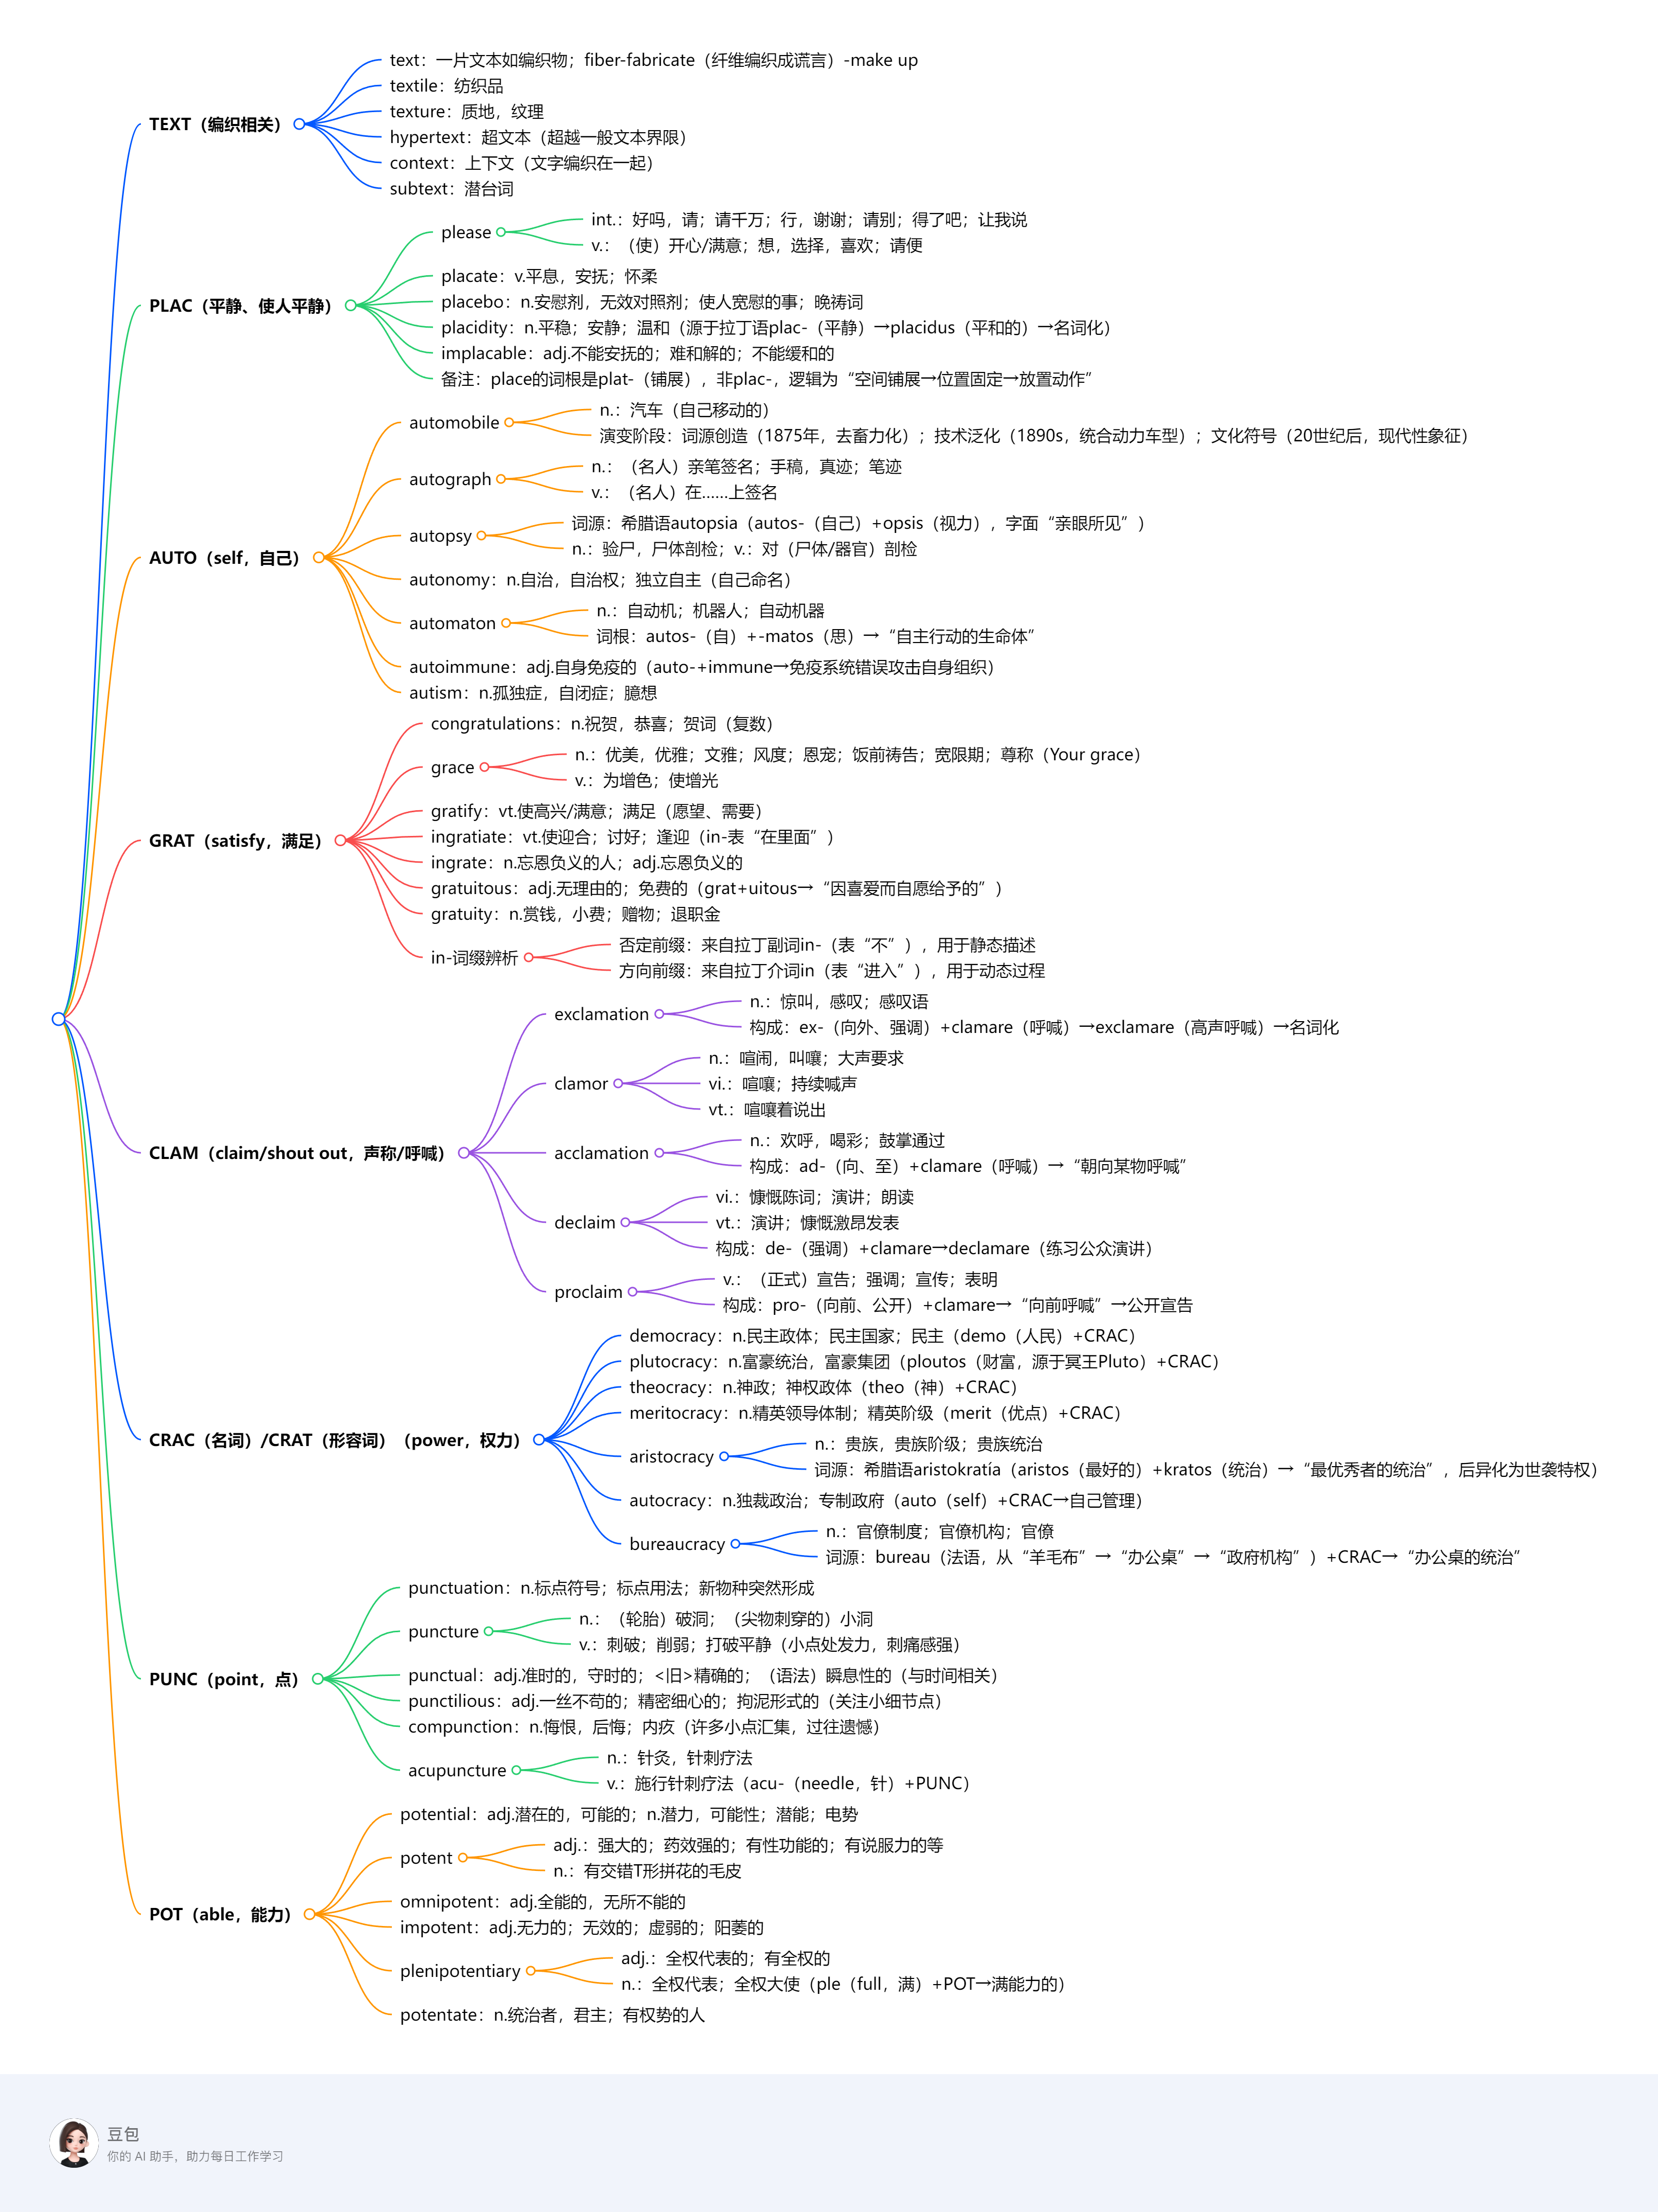 TEXT（编织相关）
text：一片文本如编织物；fiber-fabricate（纤维编织成谎言）-make up
textile：纺织品
texture：质地，纹理
hypertext：超文本（超越一般文本界限）
context：上下文（文字编织在一起）
subtext：潜台词
PLAC（平静、使人平静）
please
int.：好吗，请；请千万；行，谢谢；请别；得了吧；让我说
v.：（使）开心/满意；想，选择，喜欢；请便
placate：v.平息，安抚；怀柔
placebo：n.安慰剂，无效对照剂；使人宽慰的事；晚祷词
placidity：n.平稳；安静；温和（源于拉丁语plac-（平静）→placidus（平和的）→名词化）
implacable：adj.不能安抚的；难和解的；不能缓和的
备注：place的词根是plat-（铺展），非plac-，逻辑为“空间铺展→位置固定→放置动作”
AUTO（self，自己）
automobile
n.：汽车（自己移动的）
演变阶段：词源创造（1875年，去畜力化）；技术泛化（1890s，统合动力车型）；文化符号（20世纪后，现代性象征）
autograph
n.：（名人）亲笔签名；手稿，真迹；笔迹
v.：（名人）在……上签名
autopsy
词源：希腊语autopsia（autos-（自己）+opsis（视力），字面“亲眼所见”）
n.：验尸，尸体剖检；v.：对（尸体/器官）剖检
autonomy：n.自治，自治权；独立自主（自己命名）
automaton
n.：自动机；机器人；自动机器
词根：autos-（自）+-matos（思）→“自主行动的生命体”
autoimmune：adj.自身免疫的（auto-+immune→免疫系统错误攻击自身组织）
autism：n.孤独症，自闭症；臆想
GRAT（satisfy，满足）
congratulations：n.祝贺，恭喜；贺词（复数）
grace
n.：优美，优雅；文雅；风度；恩宠；饭前祷告；宽限期；尊称（Your grace）
v.：为增色；使增光
gratify：vt.使高兴/满意；满足（愿望、需要）
ingratiate：vt.使迎合；讨好；逢迎（in-表“在里面”）
ingrate：n.忘恩负义的人；adj.忘恩负义的
gratuitous：adj.无理由的；免费的（grat+uitous→“因喜爱而自愿给予的”）
gratuity：n.赏钱，小费；赠物；退职金
in-词缀辨析
否定前缀：来自拉丁副词in-（表“不”），用于静态描述
方向前缀：来自拉丁介词in（表“进入”），用于动态过程
CLAM（claim/shout out，声称/呼喊）
exclamation
n.：惊叫，感叹；感叹语
构成：ex-（向外、强调）+clamare（呼喊）→exclamare（高声呼喊）→名词化
clamor
n.：喧闹，叫嚷；大声要求
vi.：喧嚷；持续喊声
vt.：喧嚷着说出
acclamation
n.：欢呼，喝彩；鼓掌通过
构成：ad-（向、至）+clamare（呼喊）→“朝向某物呼喊”
declaim
vi.：慷慨陈词；演讲；朗读
vt.：演讲；慷慨激昂发表
构成：de-（强调）+clamare→declamare（练习公众演讲）
proclaim
v.：（正式）宣告；强调；宣传；表明
构成：pro-（向前、公开）+clamare→“向前呼喊”→公开宣告
CRAC（名词）/CRAT（形容词）（power，权力）
democracy：n.民主政体；民主国家；民主（demo（人民）+CRAC）
plutocracy：n.富豪统治，富豪集团（ploutos（财富，源于冥王Pluto）+CRAC）
theocracy：n.神政；神权政体（theo（神）+CRAC）
meritocracy：n.精英领导体制；精英阶级（merit（优点）+CRAC）
aristocracy
n.：贵族，贵族阶级；贵族统治
词源：希腊语aristokratía（aristos（最好的）+kratos（统治）→“最优秀者的统治”，后异化为世袭特权）
autocracy：n.独裁政治；专制政府（auto（self）+CRAC→自己管理）
bureaucracy
n.：官僚制度；官僚机构；官僚
词源：bureau（法语，从“羊毛布”→“办公桌”→“政府机构”）+CRAC→“办公桌的统治”
PUNC（point，点）
punctuation：n.标点符号；标点用法；新物种突然形成
puncture
n.：（轮胎）破洞；（尖物刺穿的）小洞
v.：刺破；削弱；打破平静（小点处发力，刺痛感强）
punctual：adj.准时的，守时的；<旧>精确的；（语法）瞬息性的（与时间相关）
punctilious：adj.一丝不苟的；精密细心的；拘泥形式的（关注小细节点）
compunction：n.悔恨，后悔；内疚（许多小点汇集，过往遗憾）
acupuncture
n.：针灸，针刺疗法
v.：施行针刺疗法（acu-（needle，针）+PUNC）
POT（able，能力）
potential：adj.潜在的，可能的；n.潜力，可能性；潜能；电势
potent
adj.：强大的；药效强的；有性功能的；有说服力的等
n.：有交错T形拼花的毛皮
omnipotent：adj.全能的，无所不能的
impotent：adj.无力的；无效的；虚弱的；阳萎的
plenipotentiary
adj.：全权代表的；有全权的
n.：全权代表；全权大使（ple（full，满）+POT→满能力的）
potentate：n.统治者，君主；有权势的人
豆包
你的 AI 助手，助力每日工作学习